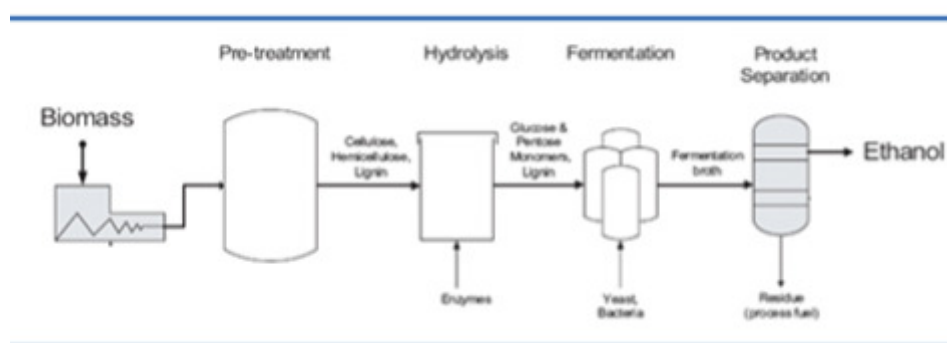 Pre-treatment
Hydrolysis
Fermentation
Product
Separation
Biomass
Cellulose,
Hemicellulose,
Lignin
Glucose &
Pentose
Monomers,
Lignin
Fermentation
broth
Ethanol
Enzymes
Yeast,
Bacteria
Residue
(process fuel)